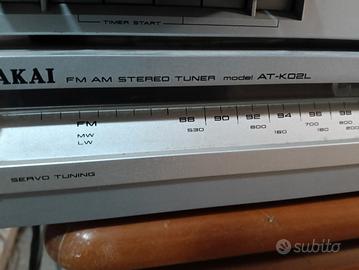 TIMER START
AKAI FM AM STEREO TUNER model AT-K02L
FM 88 90 92 94 96 98
MW 530 800 700 800
LW 160 180 200
SERVO TUNING
subito